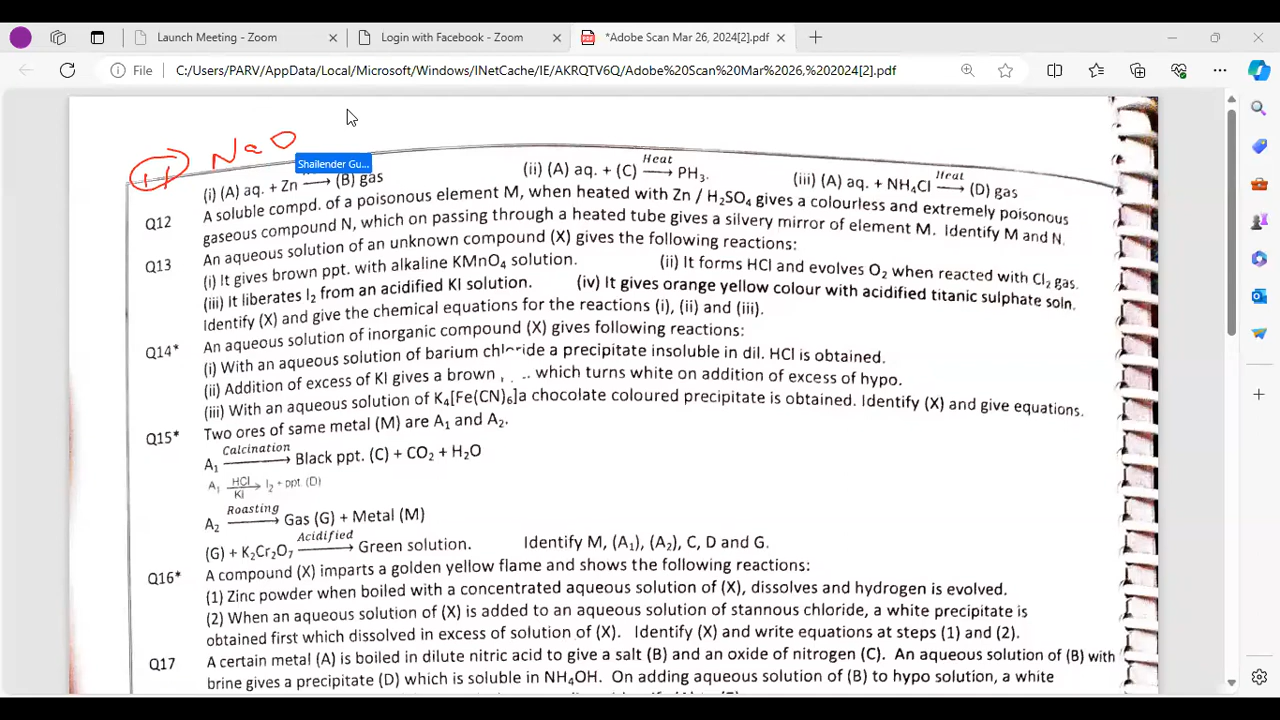 Launch Meeting - Zoom
Login with Facebook - Zoom
*Adobe Scan Mar 26, 2024[2].pdf
File
C:/Users/PARV/AppData/Local/Microsoft/Windows/INetCache/IE/AKRQTV6Q/Adobe%20Scan%20Mar%2026,%202024[2].pdf
11 NaO
Shailender Gu...
(i) (A) aq. + Zn ⟶ (B) gas (ii) (A) aq. + (C) Heat⟶ PH₃. (iii) (A) aq. + NH₄Cl Heat⟶ (D) gas
Q12 A soluble compd. of a poisonous element M, when heated with Zn / H₂SO₄ gives a colourless and extremely poisonous
gaseous compound N, which on passing through a heated tube gives a silvery mirror of element M. Identify M and N.
Q13 An aqueous solution of an unknown compound (X) gives the following reactions:
(i) It gives brown ppt. with alkaline KMnO₄ solution. (ii) It forms HCl and evolves O₂ when reacted with Cl₂ gas.
(iii) It liberates I₂ from an acidified KI solution. (iv) It gives orange yellow colour with acidified titanic sulphate soln.
Identify (X) and give the chemical equations for the reactions (i), (ii) and (iii).
Q14* An aqueous solution of inorganic compound (X) gives following reactions:
(i) With an aqueous solution of barium chloride a precipitate insoluble in dil. HCl is obtained.
(ii) Addition of excess of KI gives a brown which turns white on addition of excess of hypo.
(iii) With an aqueous solution of K₄[Fe(CN)₆]a chocolate coloured precipitate is obtained. Identify (X) and give equations.
Q15* Two ores of same metal (M) are A₁ and A₂.
A₁ Calcination⟶ Black ppt. (C) + CO₂ + H₂O
A₁ HCl/KI⟶ I₂ + ppt. (D)
A₂ Roasting⟶ Gas (G) + Metal (M)
(G) + K₂Cr₂O₇ Acidified⟶ Green solution. Identify M, (A₁), (A₂), C, D and G.
Q16* A compound (X) imparts a golden yellow flame and shows the following reactions:
(1) Zinc powder when boiled with a concentrated aqueous solution of (X), dissolves and hydrogen is evolved.
(2) When an aqueous solution of (X) is added to an aqueous solution of stannous chloride, a white precipitate is
obtained first which dissolved in excess of solution of (X). Identify (X) and write equations at steps (1) and (2).
Q17 A certain metal (A) is boiled in dilute nitric acid to give a salt (B) and an oxide of nitrogen (C). An aqueous solution of (B) with
brine gives a precipitate (D) which is soluble in NH₄OH. On adding aqueous solution of (B) to hypo solution, a white